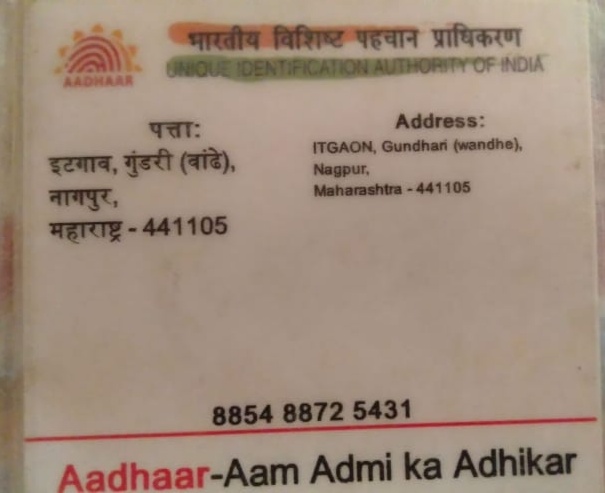 भारतीय विशिष्ट पहचान प्राधिकरण
UNIQUE IDENTIFICATION AUTHORITY OF INDIA
AADHAAR
पत्ता:
इटगाव, गुंडरी (वांढे),
नागपुर,
महाराष्ट्र - 441105
Address:
ITGAON, Gundhari (wandhe),
Nagpur,
Maharashtra - 441105
8854 8872 5431
Aadhaar-Aam Admi ka Adhikar